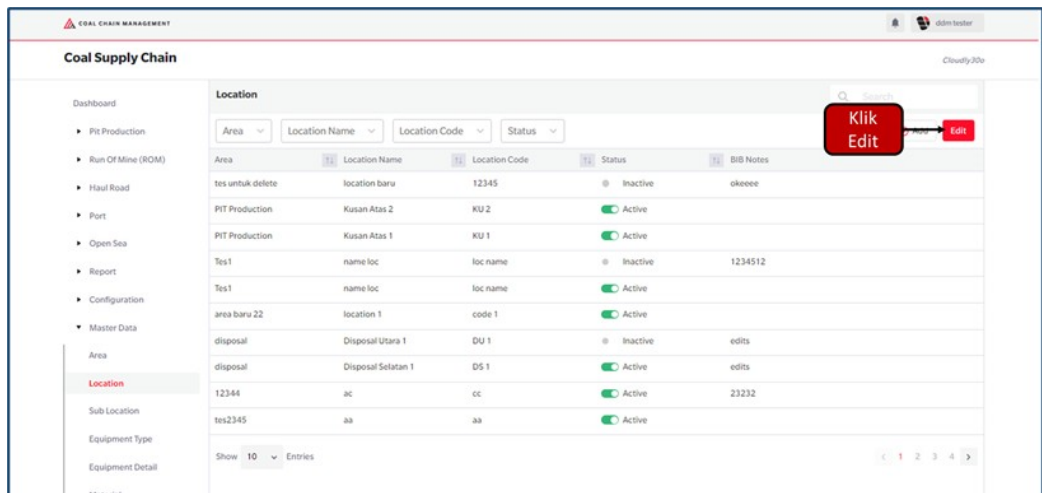 COAL CHAIN MANAGEMENT
ddm tester
Coal Supply Chain
Cloudly30o
Dashboard
Pit Production
Run Of Mine (ROM)
Haul Road
Port
Open Sea
Report
Configuration
Master Data
Area
Location
Sub Location
Equipment Type
Equipment Detail
Location
Search
Area Location Name Location Code Status
Klik
Edit
Add
Edit
Area Location Name Location Code Status BIB Notes
tes untuk delete location baru 12345 Inactive okeeee
PIT Production Kusan Atas 2 KU 2 Active
PIT Production Kusan Atas 1 KU 1 Active
Tes1 name loc loc name Inactive 1234512
Tes1 name loc loc name Active
area baru 22 location 1 code 1 Active
disposal Disposal Utara 1 DU 1 Inactive edits
disposal Disposal Selatan 1 DS 1 Active edits
12344 ac cc Active 23232
tes2345 aa aa Active
Show 10 Entries
1 2 3 4